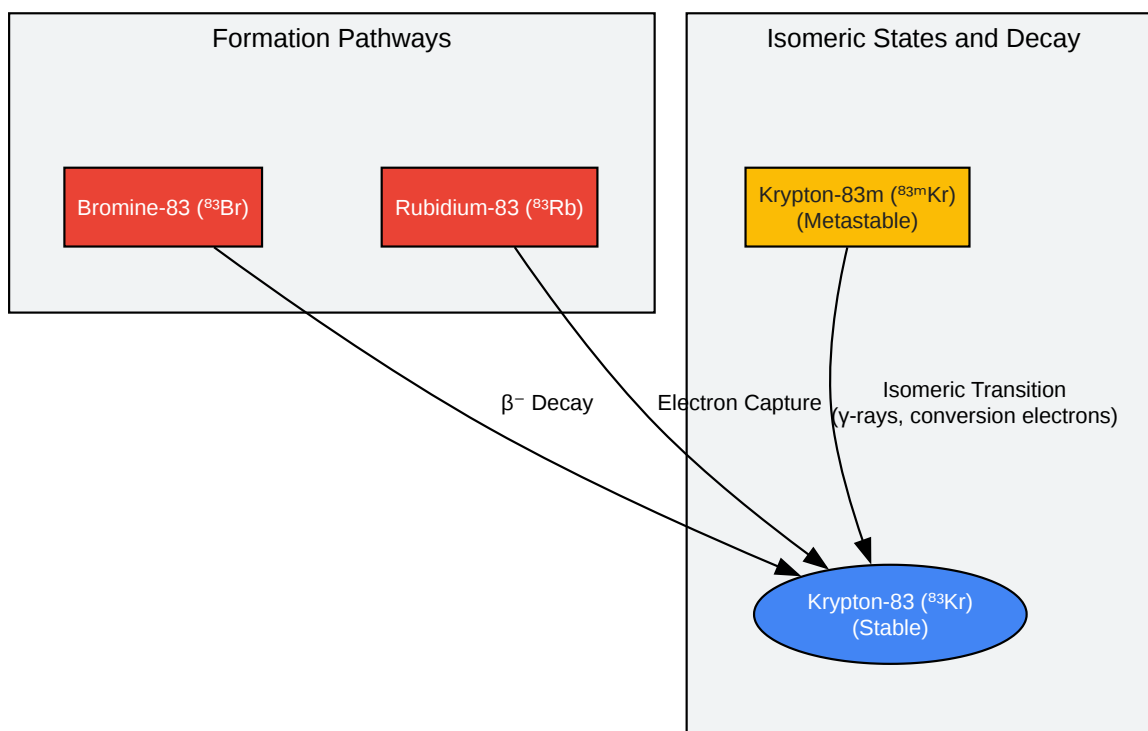 Formation Pathways
Isomeric States and Decay
Bromine-83 (⁸³Br)
Rubidium-83 (⁸³Rb)
Krypton-83m (⁸³ᵐKr)
(Metastable)
β⁻ Decay
Electron Capture
Isomeric Transition
(γ-rays, conversion electrons)
Krypton-83 (⁸³Kr)
(Stable)